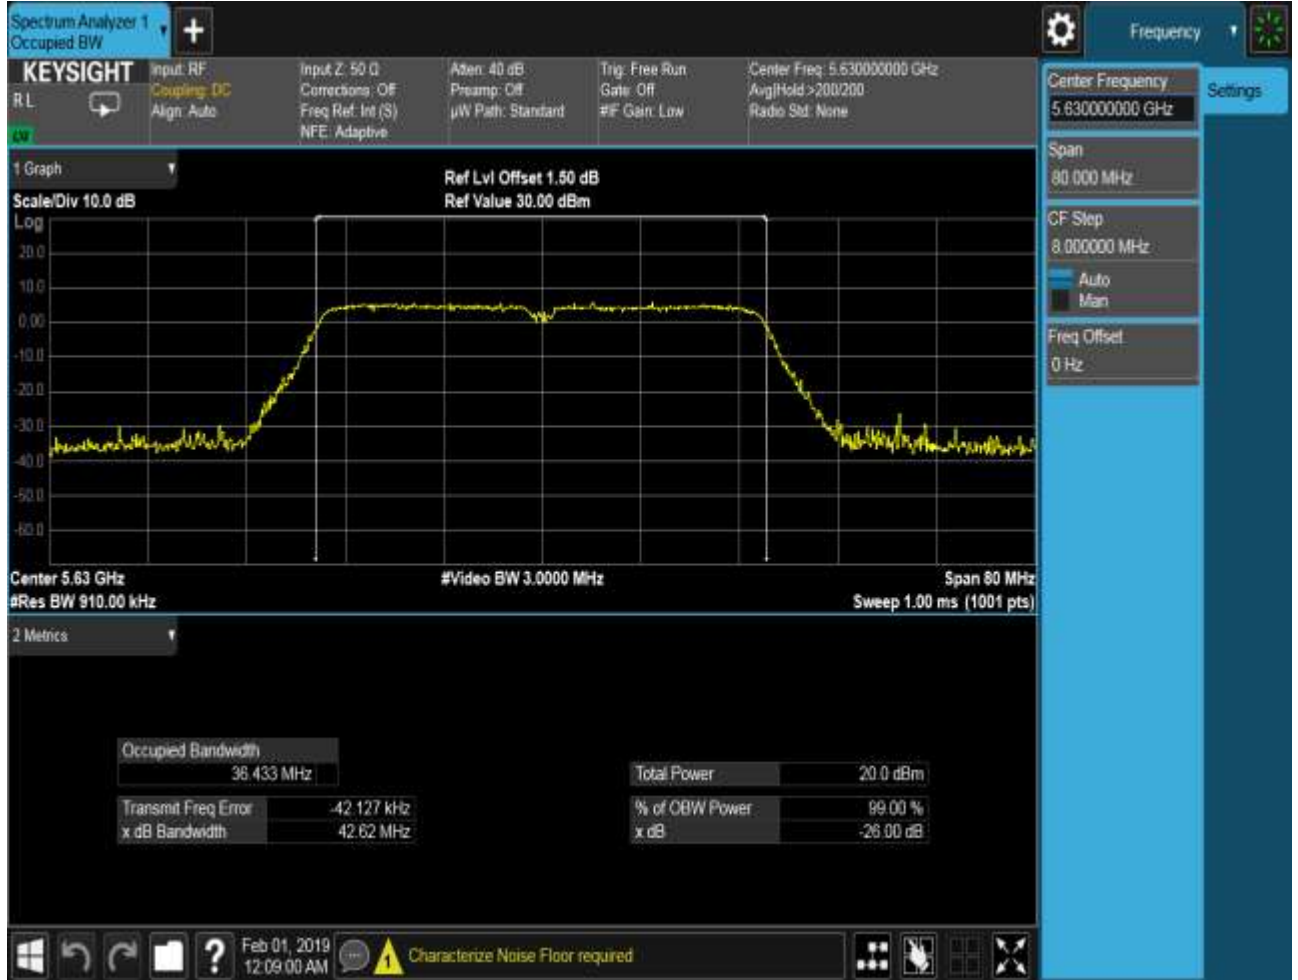 Spectrum Analyzer 1
Occupied BW
Frequency
KEYSIGHT
R L
Input: RF
Coupling: DC
Align: Auto
Input Z: 50 Ω
Corrections: Off
Freq Ref: Int (S)
NFE: Adaptive
Atten: 40 dB
Preamp: Off
µW Path: Standard
Trig: Free Run
Gate: Off
#IF Gain: Low
Center Freq: 5.630000000 GHz
Avg|Hold:>200/200
Radio Std: None
Center Frequency
5.630000000 GHz
Settings
Span
80.000 MHz
CF Step
8.000000 MHz
Auto
Man
Freq Offset
0 Hz
1 Graph
Scale/Div 10.0 dB
Ref Lvl Offset 1.50 dB
Ref Value 30.00 dBm
Log
20.0
10.0
0.00
-10.0
-20.0
-30.0
-40.0
-50.0
-60.0
Center 5.63 GHz
#Res BW 910.00 kHz
#Video BW 3.0000 MHz
Span 80 MHz
Sweep 1.00 ms (1001 pts)
2 Metrics
Occupied Bandwidth
36.433 MHz
Transmit Freq Error -42.127 kHz
x dB Bandwidth 42.62 MHz
Total Power 20.0 dBm
% of OBW Power 99.00 %
x dB -26.00 dB
?
Feb 01, 2019
12:09:00 AM
1
Characterize Noise Floor required